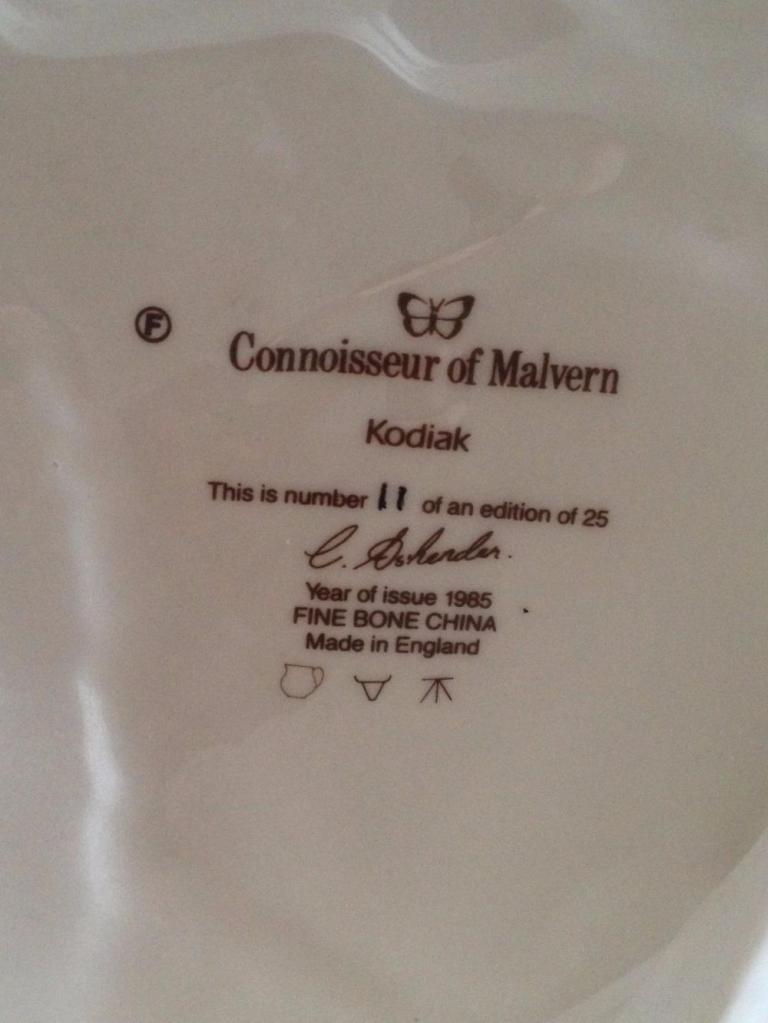 Ⓕ
Connoisseur of Malvern
Kodiak
This is number 11 of an edition of 25
Year of issue 1985
FINE BONE CHINA
Made in England